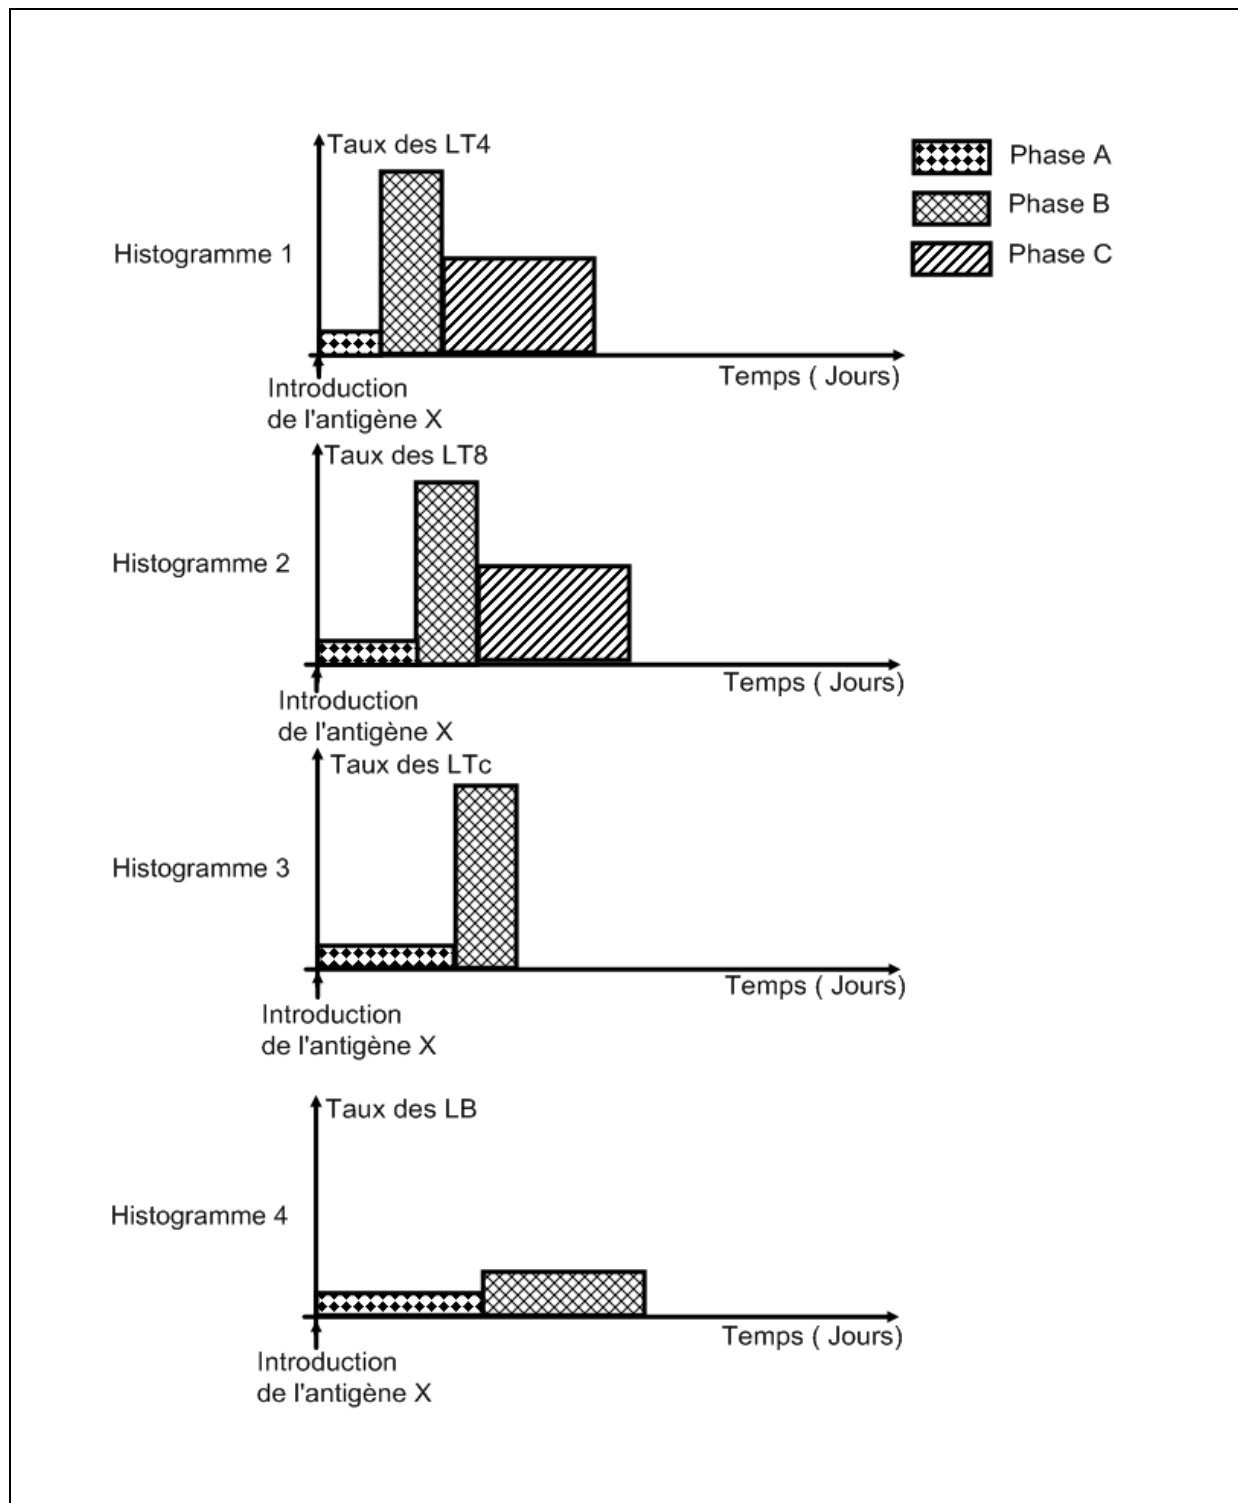 Taux des LT4
Phase A
Phase B
Phase C
Histogramme 1
Temps ( Jours)
Introduction
de l'antigène X
Taux des LT8
Histogramme 2
Temps ( Jours)
Introduction
de l'antigène X
Taux des LTc
Histogramme 3
Temps ( Jours)
Introduction
de l'antigène X
Taux des LB
Histogramme 4
Temps ( Jours)
Introduction
de l'antigène X